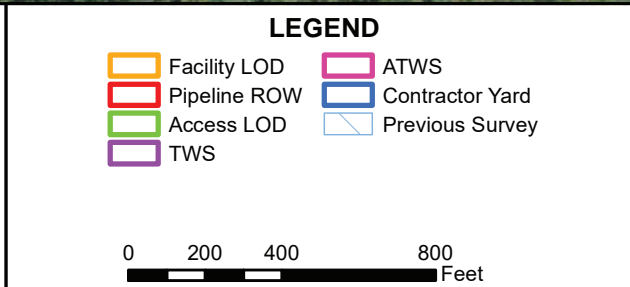 LEGEND
Facility LOD
ATWS
Pipeline ROW
Contractor Yard
Access LOD
Previous Survey
TWS
0 200 400 800
Feet